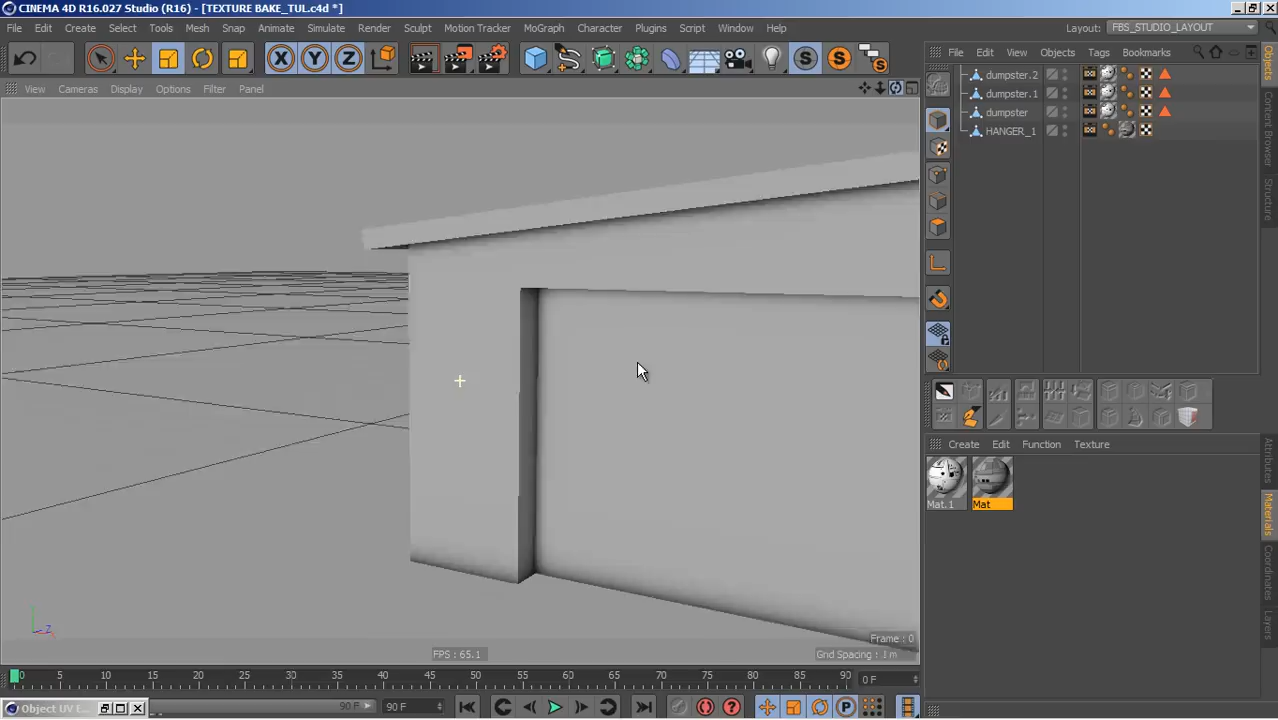 CINEMA 4D R16.027 Studio (R16) - [TEXTURE BAKE_TUL.c4d *]
File Edit Create Select Tools Mesh Snap Animate Simulate Render Sculpt Motion Tracker MoGraph Character Plugins Script Window Help
Layout: FBS_STUDIO_LAYOUT
X Y Z S S S
File Edit View Objects Tags Bookmarks
View Cameras Display Options Filter Panel
dumpster.2
dumpster.1
dumpster
HANGER_1
Objects
Content Browser
Structure
Create Edit Function Texture
Mat.1 Mat
Attributes
Materials
Coordinates
Layers
Z
Frame : 0
FPS : 65.1
0 5 10 15 20 25 30 35 40 45 50 55 60 65 70 75 80 85 90
0 F
Object UV E...
90 F
90 F
P